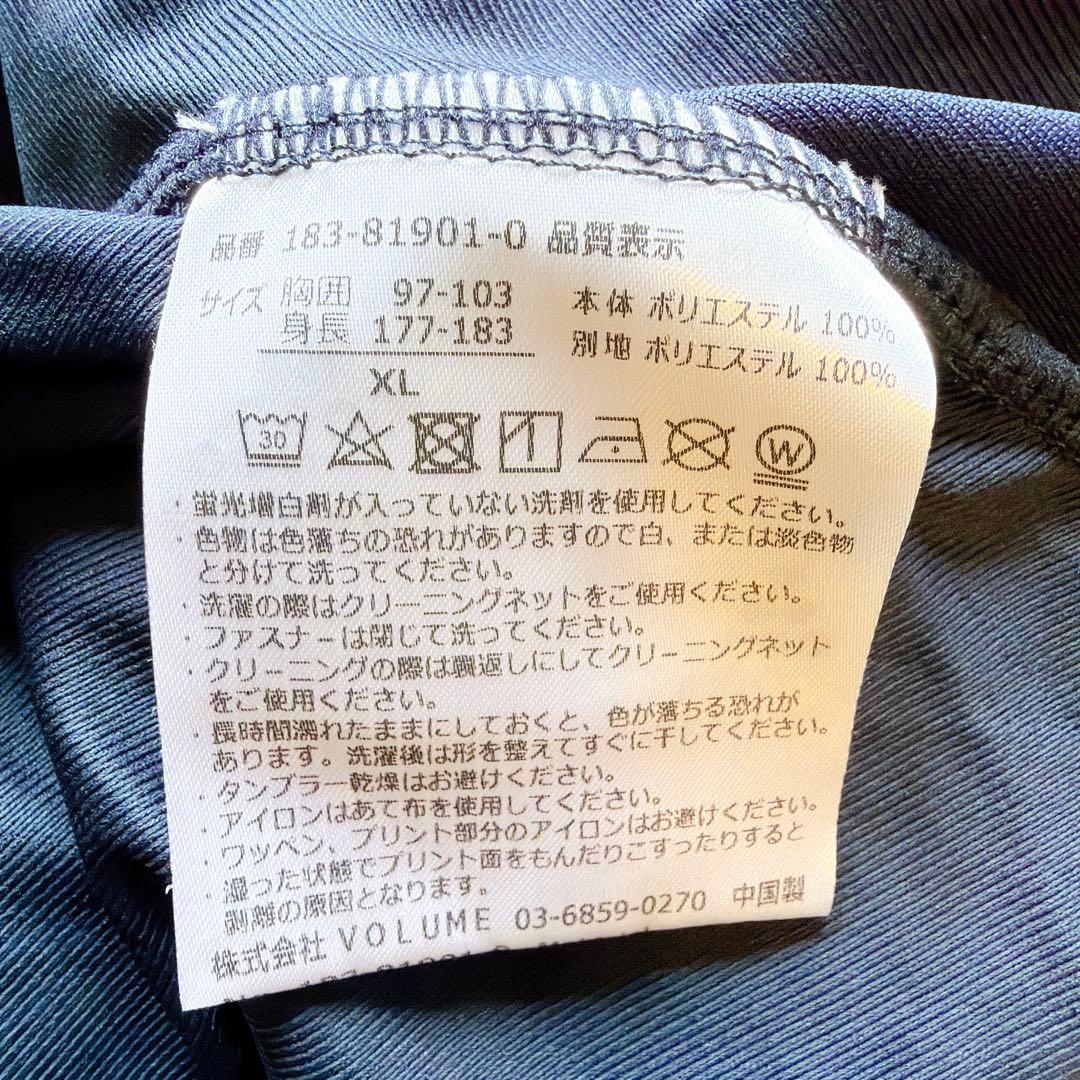 品番 183-81901-0 品質表示
サイズ 胸囲 97-103
身長 177-183
XL
本体 ポリエステル 100%
別地 ポリエステル 100%
30
W
・蛍光増白剤が入っていない洗剤を使用してください。
・色物は色落ちの恐れがありますので白、または淡色物
と分けて洗ってください。
・洗濯の際はクリーニングネットをご使用ください。
・ファスナーは閉じて洗ってください。
・クリーニングの際は裏返しにしてクリーニングネット
をご使用ください。
・長時間濡れたままにしておくと、色が落ちる恐れが
あります。洗濯後は形を整えてすぐに干してください。
・タンブラー乾燥はお避けください。
・アイロンはあて布を使用してください。
・ワッペン、プリント部分のアイロンはお避けください。
・湿った状態でプリント面をもんだりこすったりすると
剥離の原因となります。
株式会社 VOLUME 03-6859-0270 中国製